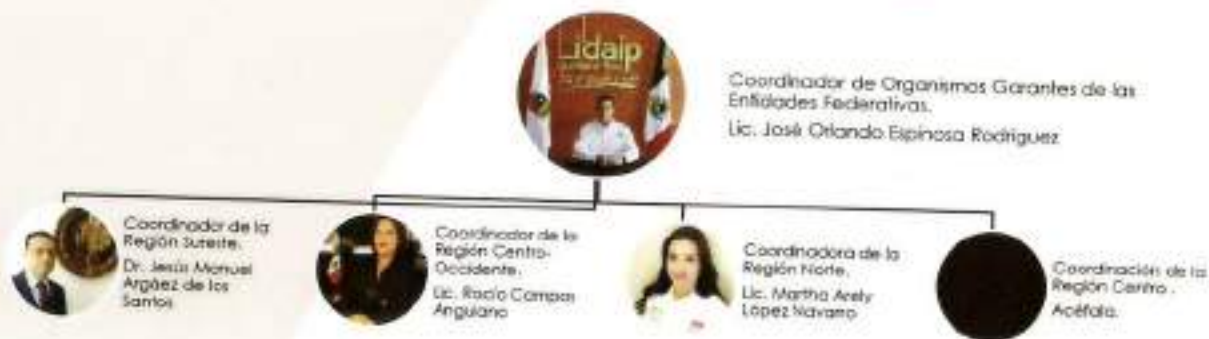 idaip
Coordinador de Organismos Garantes de las
Entidades Federativas.
Lic. José Orlando Espinosa Rodríguez
Coordinador de la
Región Sureste.
Dr. Jesús Manuel
Argáez de los
Santos
Coordinador de la
Región Centro-
Occidente.
Lic. Rocío Campos
Anguiano
Coordinadora de la
Región Norte.
Lic. Martha Arely
López Navarro
Coordinación de la
Región Centro.
Acéfala.